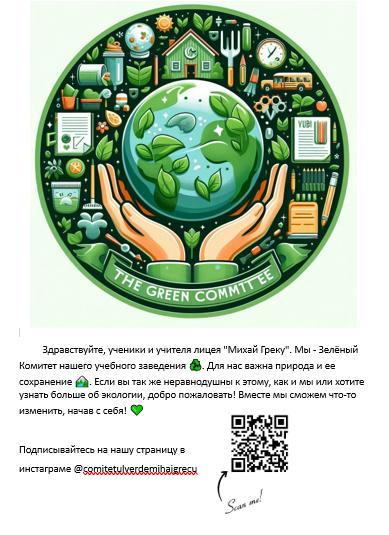 THE GREEN COMMITTEE
Здравствуйте, ученики и учителя лицея "Михай Греку". Мы - Зелёный
Комитет нашего учебного заведения. Для нас важна природа и ее
сохранение. Если вы так же неравнодушны к этому, как и мы или хотите
узнать больше об экологии, добро пожаловать! Вместе мы сможем что-то
изменить, начав с себя! 💚
Подписывайтесь на нашу страницу в
инстаграме @comitetulverdemihaigrecu
Scan me!